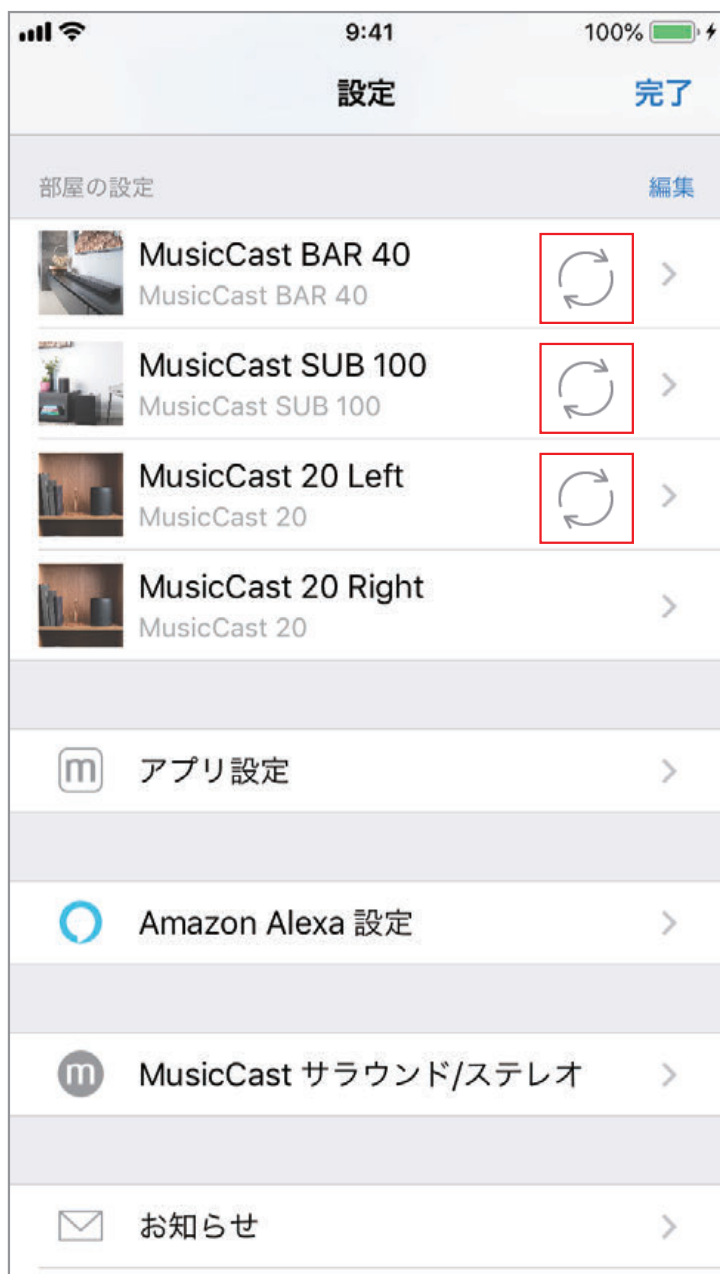 9:41
100%
設定
完了
部屋の設定
編集
MusicCast BAR 40
MusicCast BAR 40
MusicCast SUB 100
MusicCast SUB 100
MusicCast 20 Left
MusicCast 20
MusicCast 20 Right
MusicCast 20
m アプリ設定
Amazon Alexa 設定
m MusicCast サラウンド/ステレオ
お知らせ